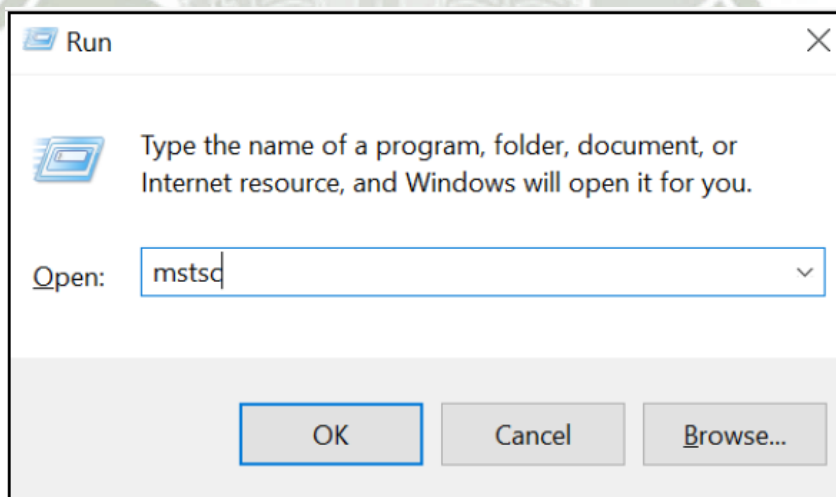 Run
Type the name of a program, folder, document, or
Internet resource, and Windows will open it for you.
Open: mstsc
OK Cancel Browse...